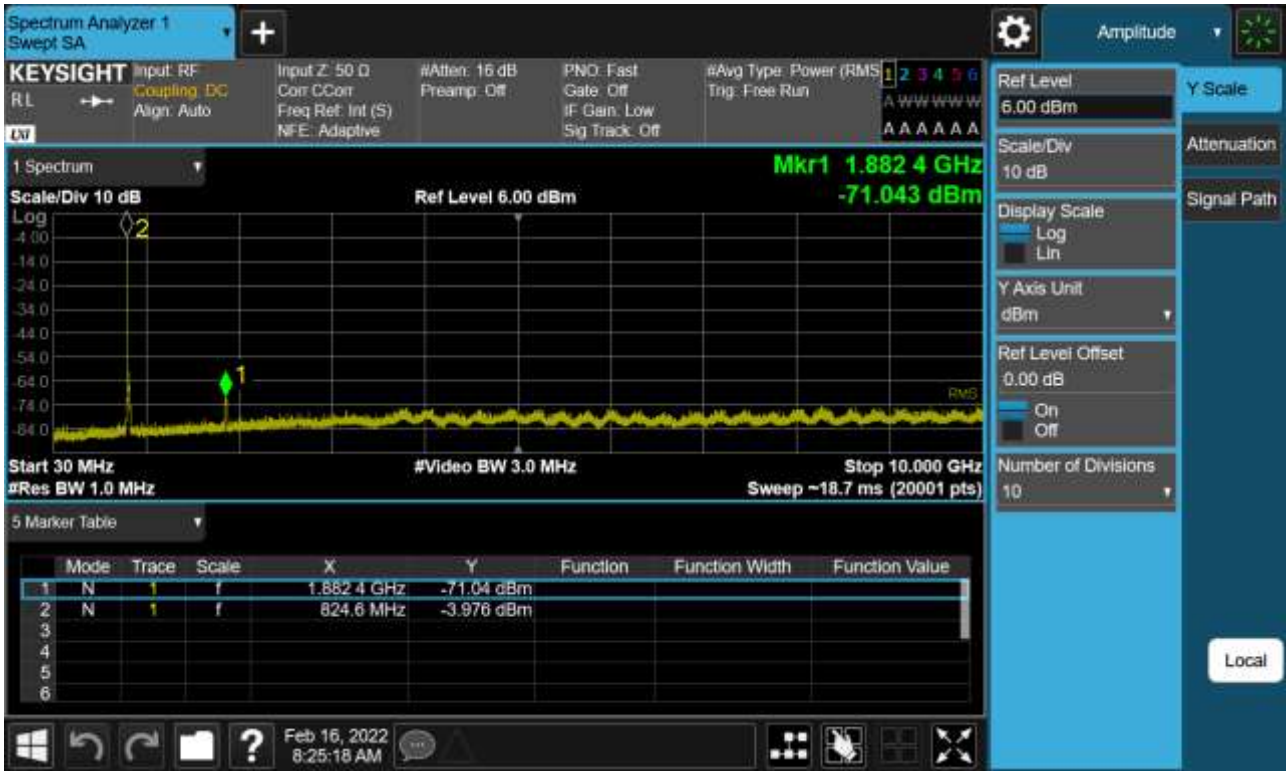 Spectrum Analyzer 1
Swept SA
+
Amplitude
KEYSIGHT
RL
LXI
Input: RF
Coupling: DC
Align: Auto
Input Z: 50 Ω
Corr CCorr
Freq Ref: Int (S)
NFE: Adaptive
#Atten: 16 dB
Preamp: Off
PNO: Fast
Gate: Off
IF Gain: Low
Sig Track: Off
#Avg Type: Power (RMS
Trig: Free Run
1 2 3 4 5 6
A W W W W W
A A A A A A
1 Spectrum
Scale/Div 10 dB
Ref Level 6.00 dBm
Mkr1 1.882 4 GHz
-71.043 dBm
Log
-4.00
-14.0
-24.0
-34.0
-44.0
-54.0
-64.0
-74.0
-84.0
2
1
RMS
Start 30 MHz
#Video BW 3.0 MHz
Stop 10.000 GHz
#Res BW 1.0 MHz
Sweep ~18.7 ms (20001 pts)
5 Marker Table
Mode Trace Scale X Y Function Function Width Function Value
1 N 1 f 1.882 4 GHz -71.04 dBm
2 N 1 f 824.6 MHz -3.976 dBm
3
4
5
6
Ref Level
6.00 dBm
Scale/Div
10 dB
Display Scale
Log
Lin
Y Axis Unit
dBm
Ref Level Offset
0.00 dB
On
Off
Number of Divisions
10
Y Scale
Attenuation
Signal Path
Local
?
Feb 16, 2022
8:25:18 AM